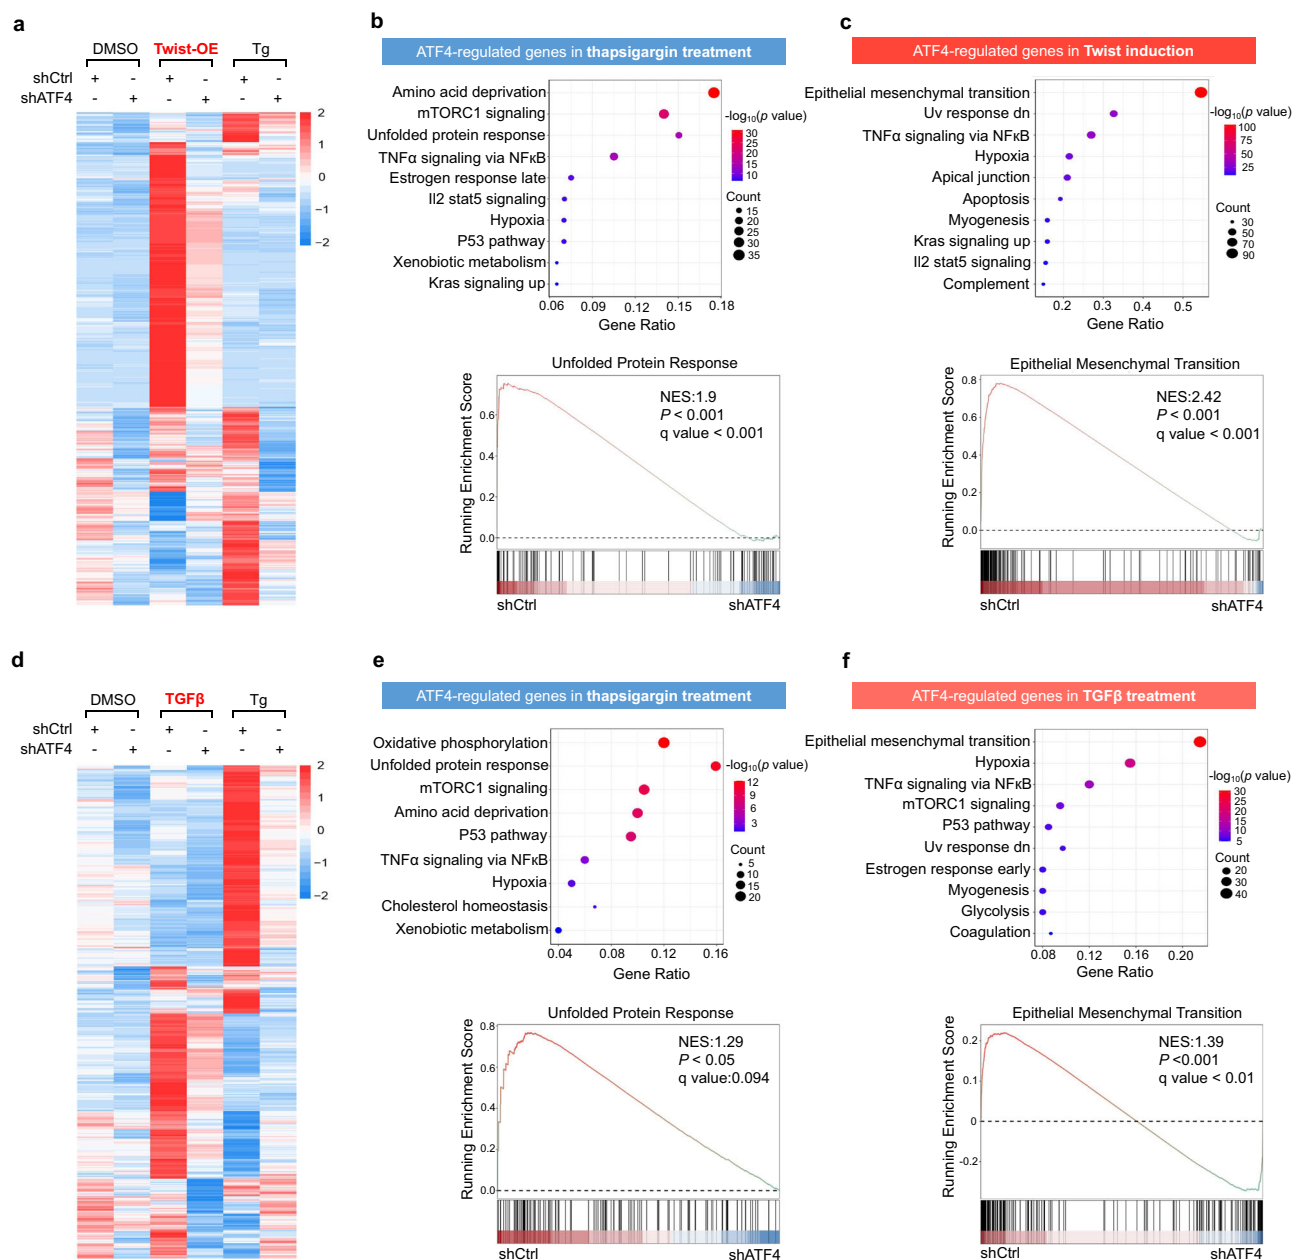 a
DMSO Twist-OE Tg
shCtrl + - + - + -
shATF4 - + - + - +
2
1
0
−1
−2
b
ATF4-regulated genes in thapsigargin treatment
Amino acid deprivation
mTORC1 signaling
Unfolded protein response
TNFα signaling via NFκB
Estrogen response late
Il2 stat5 signaling
Hypoxia
P53 pathway
Xenobiotic metabolism
Kras signaling up
0.06 0.09 0.12 0.15 0.18
Gene Ratio
-log10(p value)
30
25
20
15
10
Count
15
20
25
30
35
Unfolded Protein Response
Running Enrichment Score
0.6
0.4
0.2
0.0
NES:1.9
P < 0.001
q value < 0.001
shCtrl shATF4
c
ATF4-regulated genes in Twist induction
Epithelial mesenchymal transition
Uv response dn
TNFα signaling via NFκB
Hypoxia
Apical junction
Apoptosis
Myogenesis
Kras signaling up
Il2 stat5 signaling
Complement
0.2 0.3 0.4 0.5
Gene Ratio
-log10(p value)
100
75
50
25
Count
30
50
70
90
Epithelial Mesenchymal Transition
Running Enrichment Score
0.8
0.6
0.4
0.2
0.0
NES:2.42
P < 0.001
q value < 0.001
shCtrl shATF4
d
DMSO TGFβ Tg
shCtrl + - + - + -
shATF4 - + - + - +
2
1
0
−1
−2
e
ATF4-regulated genes in thapsigargin treatment
Oxidative phosphorylation
Unfolded protein response
mTORC1 signaling
Amino acid deprivation
P53 pathway
TNFα signaling via NFκB
Hypoxia
Cholesterol homeostasis
Xenobiotic metabolism
0.04 0.08 0.12 0.16
Gene Ratio
-log10(p value)
12
9
6
3
Count
5
10
15
20
Unfolded Protein Response
Running Enrichment Score
0.8
0.6
0.4
0.2
0.0
NES:1.29
P < 0.05
q value:0.094
shCtrl shATF4
f
ATF4-regulated genes in TGFβ treatment
Epithelial mesenchymal transition
Hypoxia
TNFα signaling via NFκB
mTORC1 signaling
P53 pathway
Uv response dn
Estrogen response early
Myogenesis
Glycolysis
Coagulation
0.08 0.12 0.16 0.20
Gene Ratio
-log10(p value)
30
25
20
15
10
5
Count
20
30
40
Epithelial Mesenchymal Transition
Running Enrichment Score
0.2
0.1
0
-0.2
NES:1.39
P <0.001
q value < 0.01
shCtrl shATF4